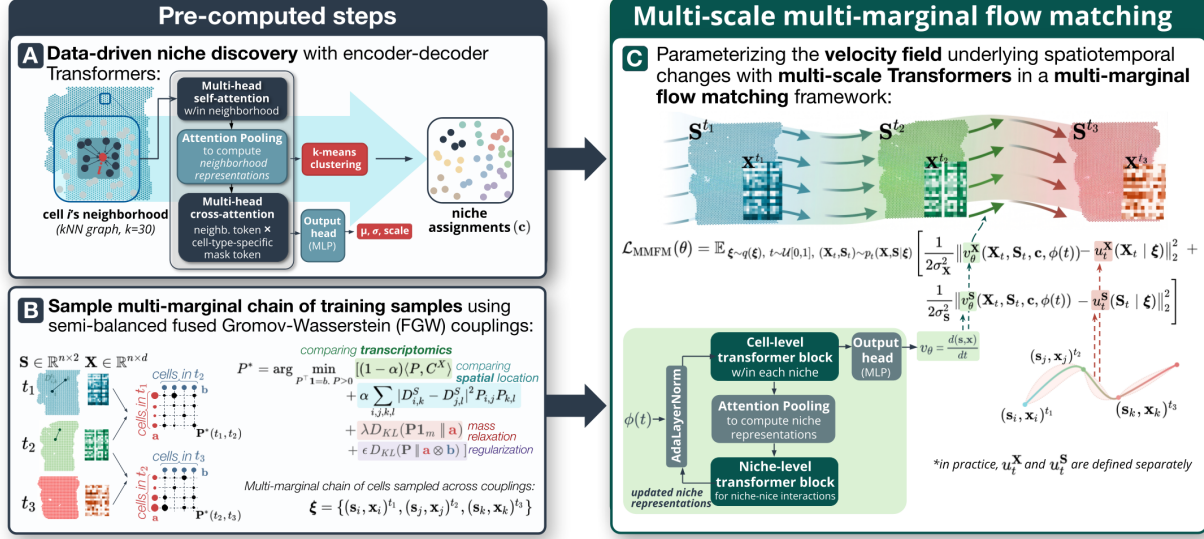 Pre-computed steps
A Data-driven niche discovery with encoder-decoder
Transformers:
Multi-head
self-attention
w/in neighborhood
Attention Pooling
to compute
neighborhood
representations
Multi-head
cross-attention
neighb. token ×
cell-type-specific
mask token
k-means
clustering
Output
head
(MLP)
μ, σ, scale
cell i's neighborhood
(kNN graph, k=30)
niche
assignments (c)
B Sample multi-marginal chain of training samples using
semi-balanced fused Gromov-Wasserstein (FGW) couplings:
S ∈ ℝ^{n×2} X ∈ ℝ^{n×d}
t₁
t₂
t₃
cells in t₂
cells in t₁
b
a
P*(t₁, t₂)
cells in t₃
cells in t₂
b
a
P*(t₂, t₃)
comparing transcriptomics
P* = arg min_{P^⊤1=b, P>0} [(1 − α)⟨P, C^X⟩
comparing
spatial location
+ α ∑_{i,j,k,l} |D^S_{i,k} − D^S_{j,l}|² P_{i,j} P_{k,l}
+ λD_{KL}(P1_m ∥ a) mass
relaxation
+ ϵ D_{KL}(P ∥ a ⊗ b) ] regularization
Multi-marginal chain of cells sampled across couplings:
ξ = {(s_i, x_i)^{t₁}, (s_j, x_j)^{t₂}, (s_k, x_k)^{t₃}}
Multi-scale multi-marginal flow matching
C Parameterizing the velocity field underlying spatiotemporal
changes with multi-scale Transformers in a multi-marginal
flow matching framework:
S^{t₁}
X^{t₁}
S^{t₂}
X^{t₂}
S^{t₃}
X^{t₃}
ℒ_{MMFM}(θ) = 𝔼_{ξ∼q(ξ), t∼𝒰[0,1], (X_t,S_t)∼p_t(X,S|ξ)} [ 1/(2σ²_X) ∥v^X_θ(X_t, S_t, c, ϕ(t)) − u^X_t(X_t | ξ)∥²₂ +
1/(2σ²_S) ∥v^S_θ(X_t, S_t, c, ϕ(t)) − u^S_t(S_t | ξ)∥²₂ ]
Cell-level
transformer block
w/in each niche
Output
head
(MLP)
v_θ = d(s,x)/dt
ϕ(t)
AdaLayerNorm
Attention Pooling
to compute niche
representations
Niche-level
transformer block
for niche-nice interactions
updated niche
representations
(s_j, x_j)^{t₂}
(s_i, x_i)^{t₁}
(s_k, x_k)^{t₃}
*in practice, u^X_t and u^S_t are defined separately